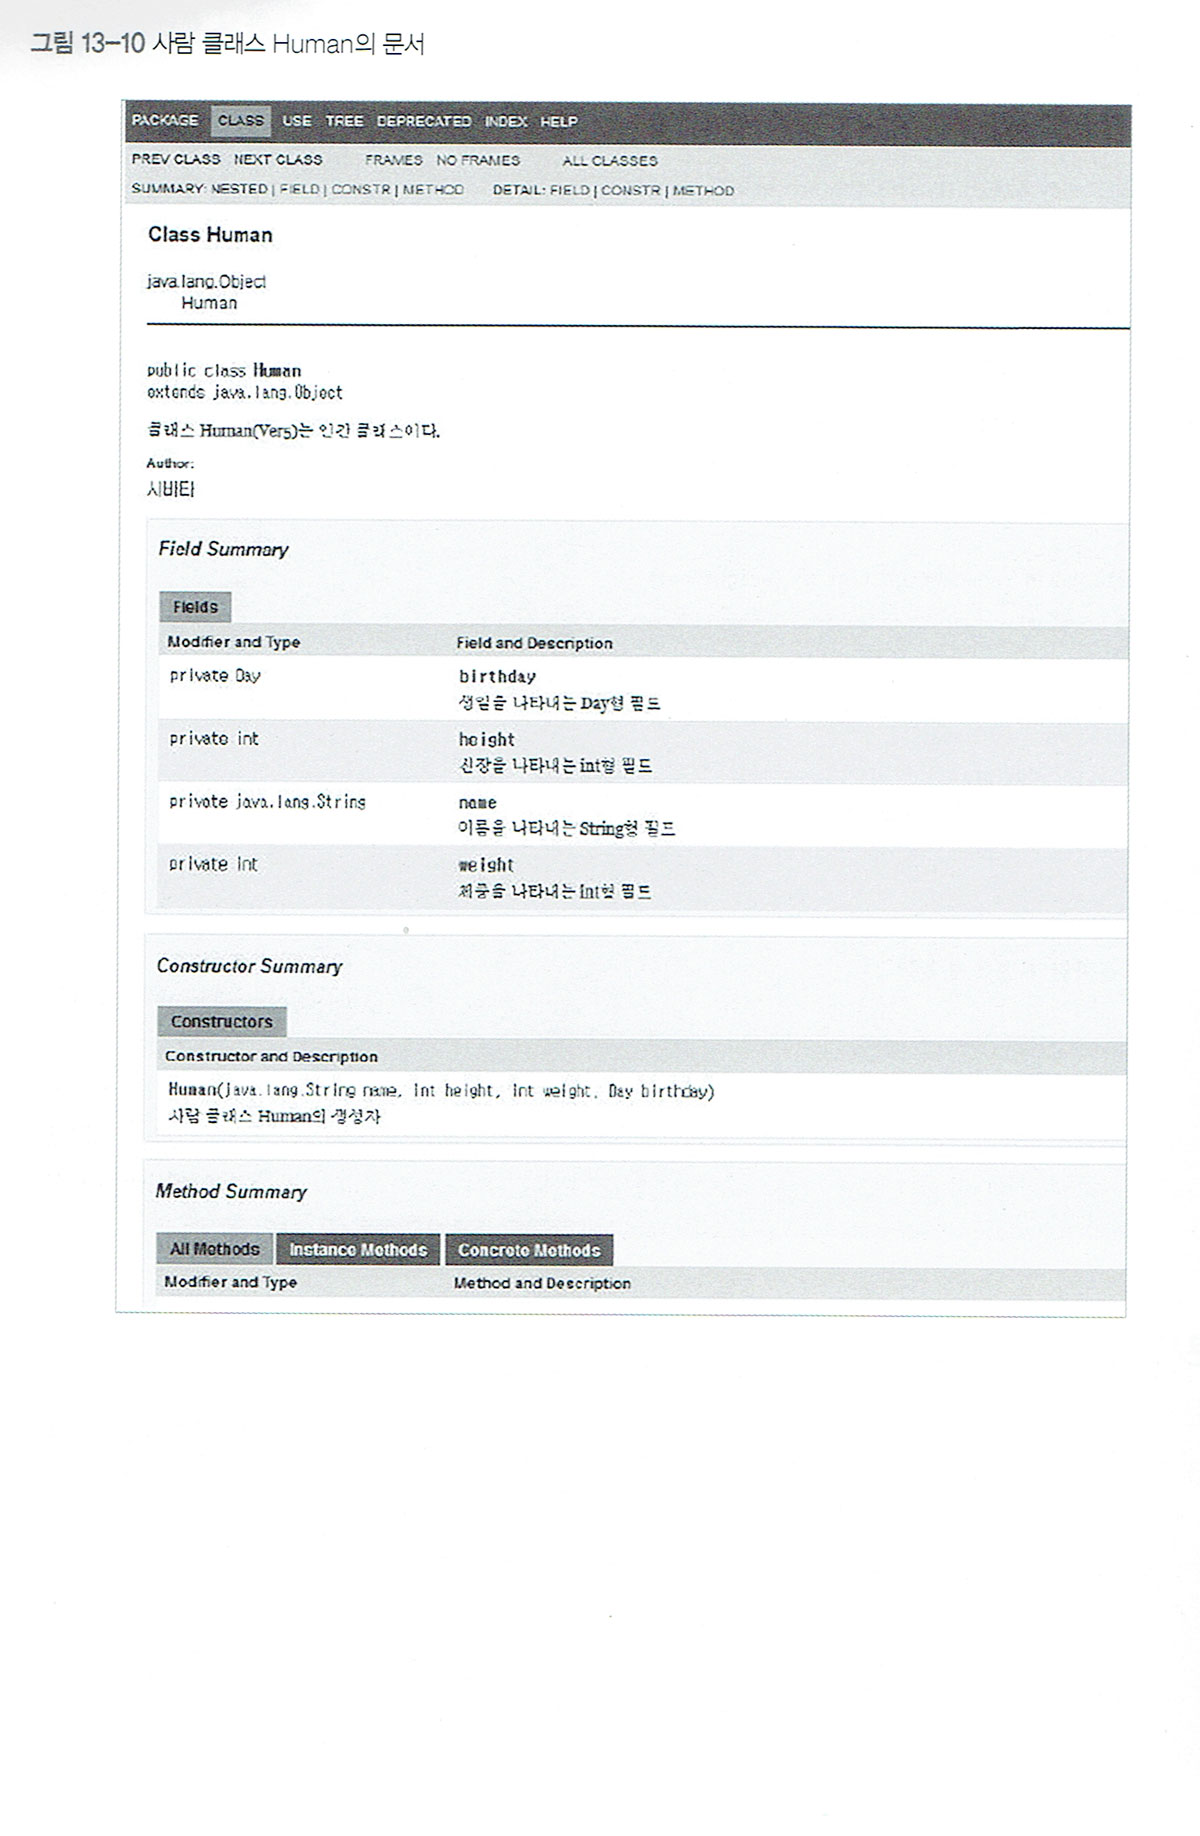 그림 13-10 사람 클래스 Human의 문서
PACKAGE CLASS USE TREE DEPRECATED INDEX HELP
PREV CLASS NEXT CLASS FRAMES NO FRAMES ALL CLASSES
SUMMARY: NESTED | FIELD | CONSTR | METHOD DETAIL: FIELD | CONSTR | METHOD
Class Human
java.lang.Object
Human
public class Human
extends java.lang.Object
클래스 Human(Ver5)는 인간 클래스이다.
Author:
시바타
Field Summary
Fields
Modifier and Type Field and Description
private Day birthday
생일을 나타내는 Day형 필드
private int height
신장을 나타내는 int형 필드
private java.lang.String name
이름을 나타내는 String형 필드
private int weight
체중을 나타내는 Int형 필드
Constructor Summary
Constructors
Constructor and Description
Human(java.lang.String name, int height, int weight, Day birthday)
사람 클래스 Human의 생성자
Method Summary
All Methods Instance Methods Concrete Methods
Modifier and Type Method and Description